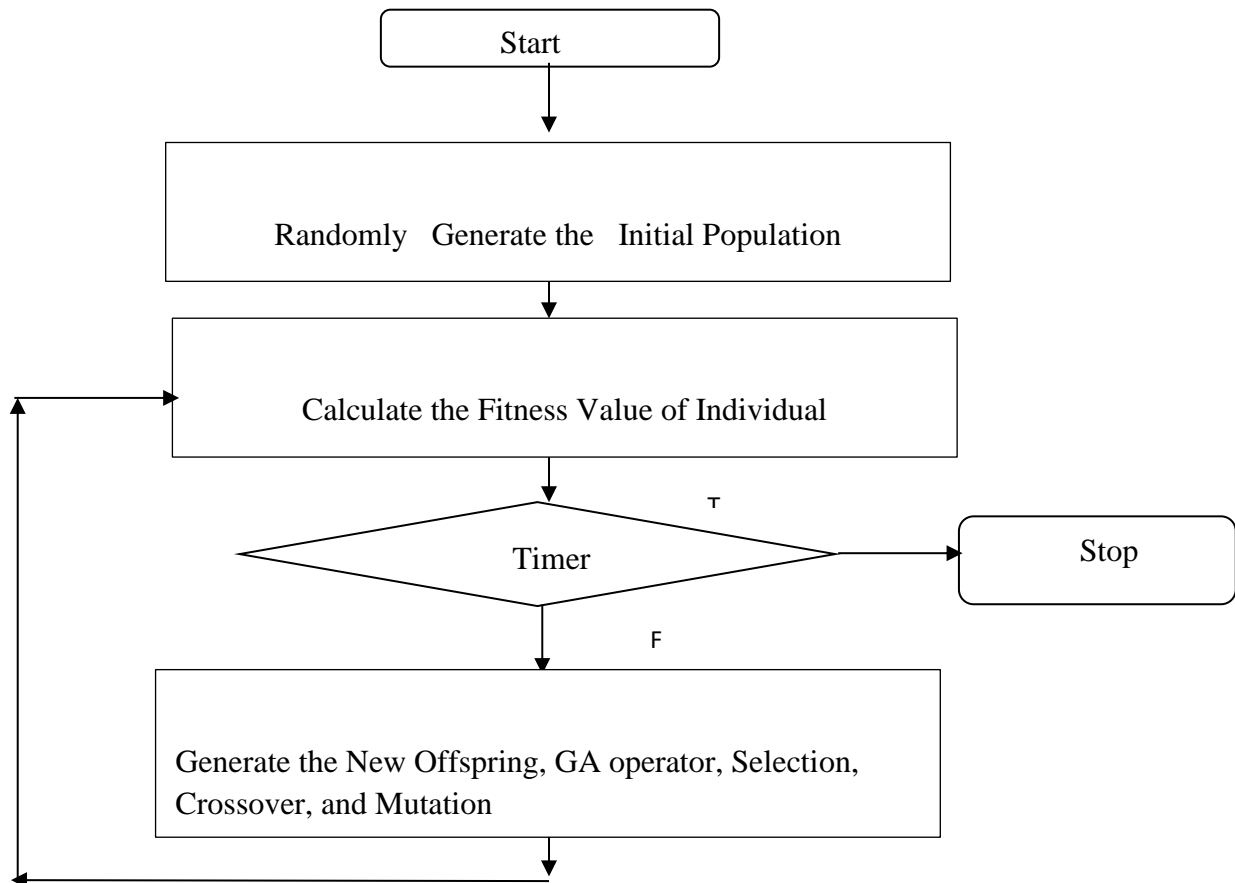 Start
Randomly Generate the Initial Population
Calculate the Fitness Value of Individual
T
Timer
Stop
F
Generate the New Offspring, GA operator, Selection,
Crossover, and Mutation